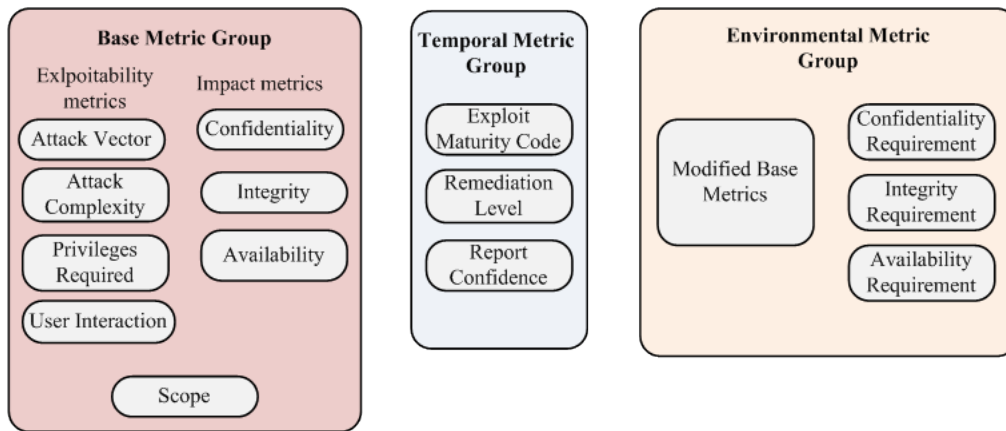 Base Metric Group
Exlpoitability
metrics
Attack Vector
Attack
Complexity
Privileges
Required
User Interaction
Impact metrics
Confidentiality
Integrity
Availability
Scope
Temporal Metric
Group
Exploit
Maturity Code
Remediation
Level
Report
Confidence
Environmental Metric
Group
Modified Base
Metrics
Confidentiality
Requirement
Integrity
Requirement
Availability
Requirement